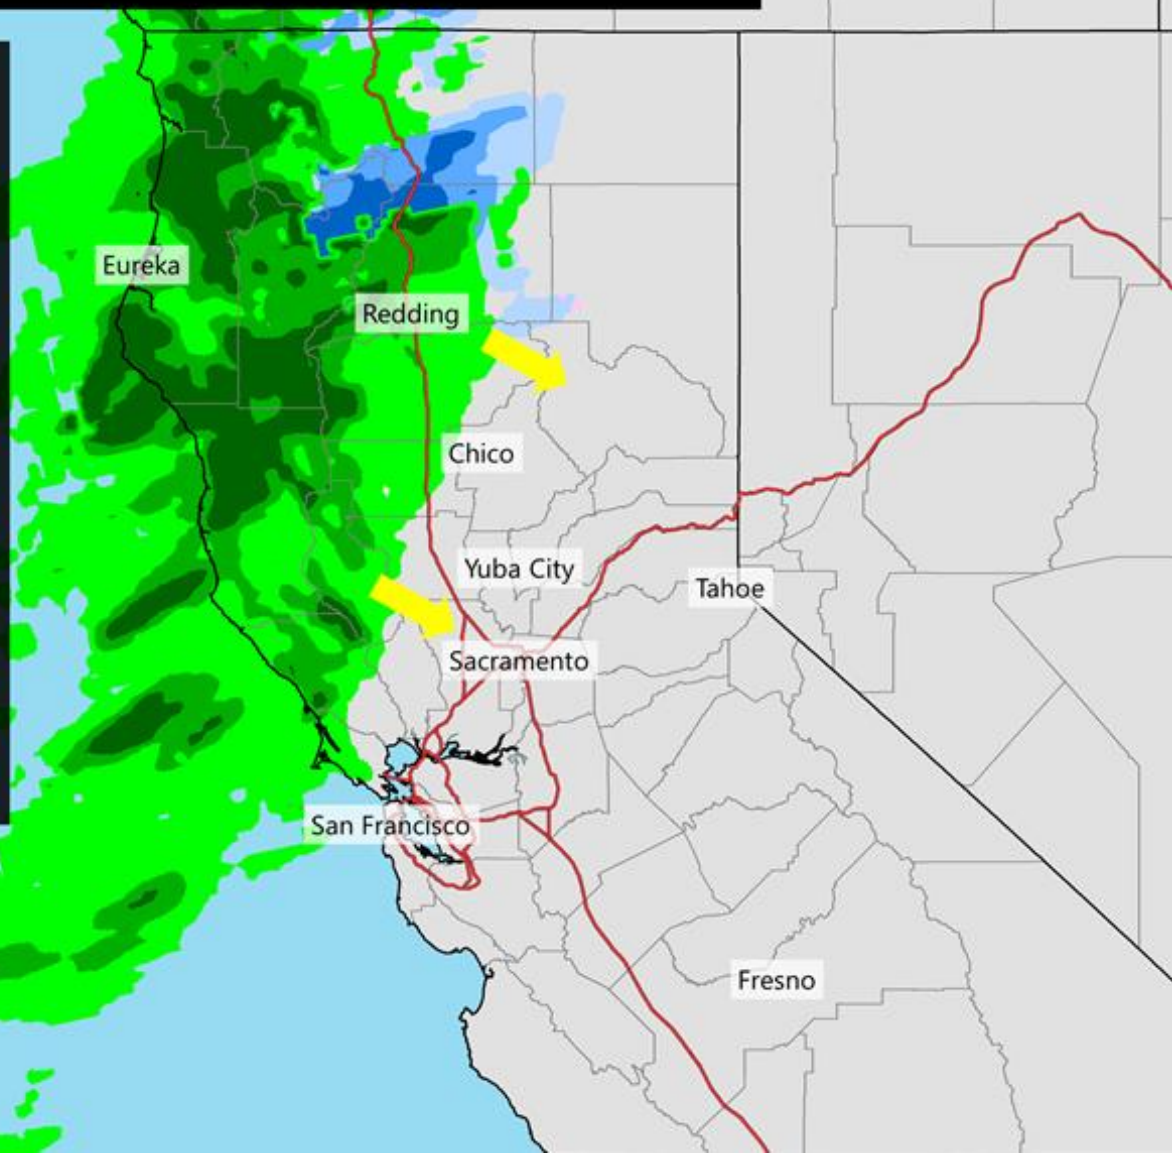 Eureka
Redding
Chico
Yuba City
Tahoe
Sacramento
San Francisco
Fresno